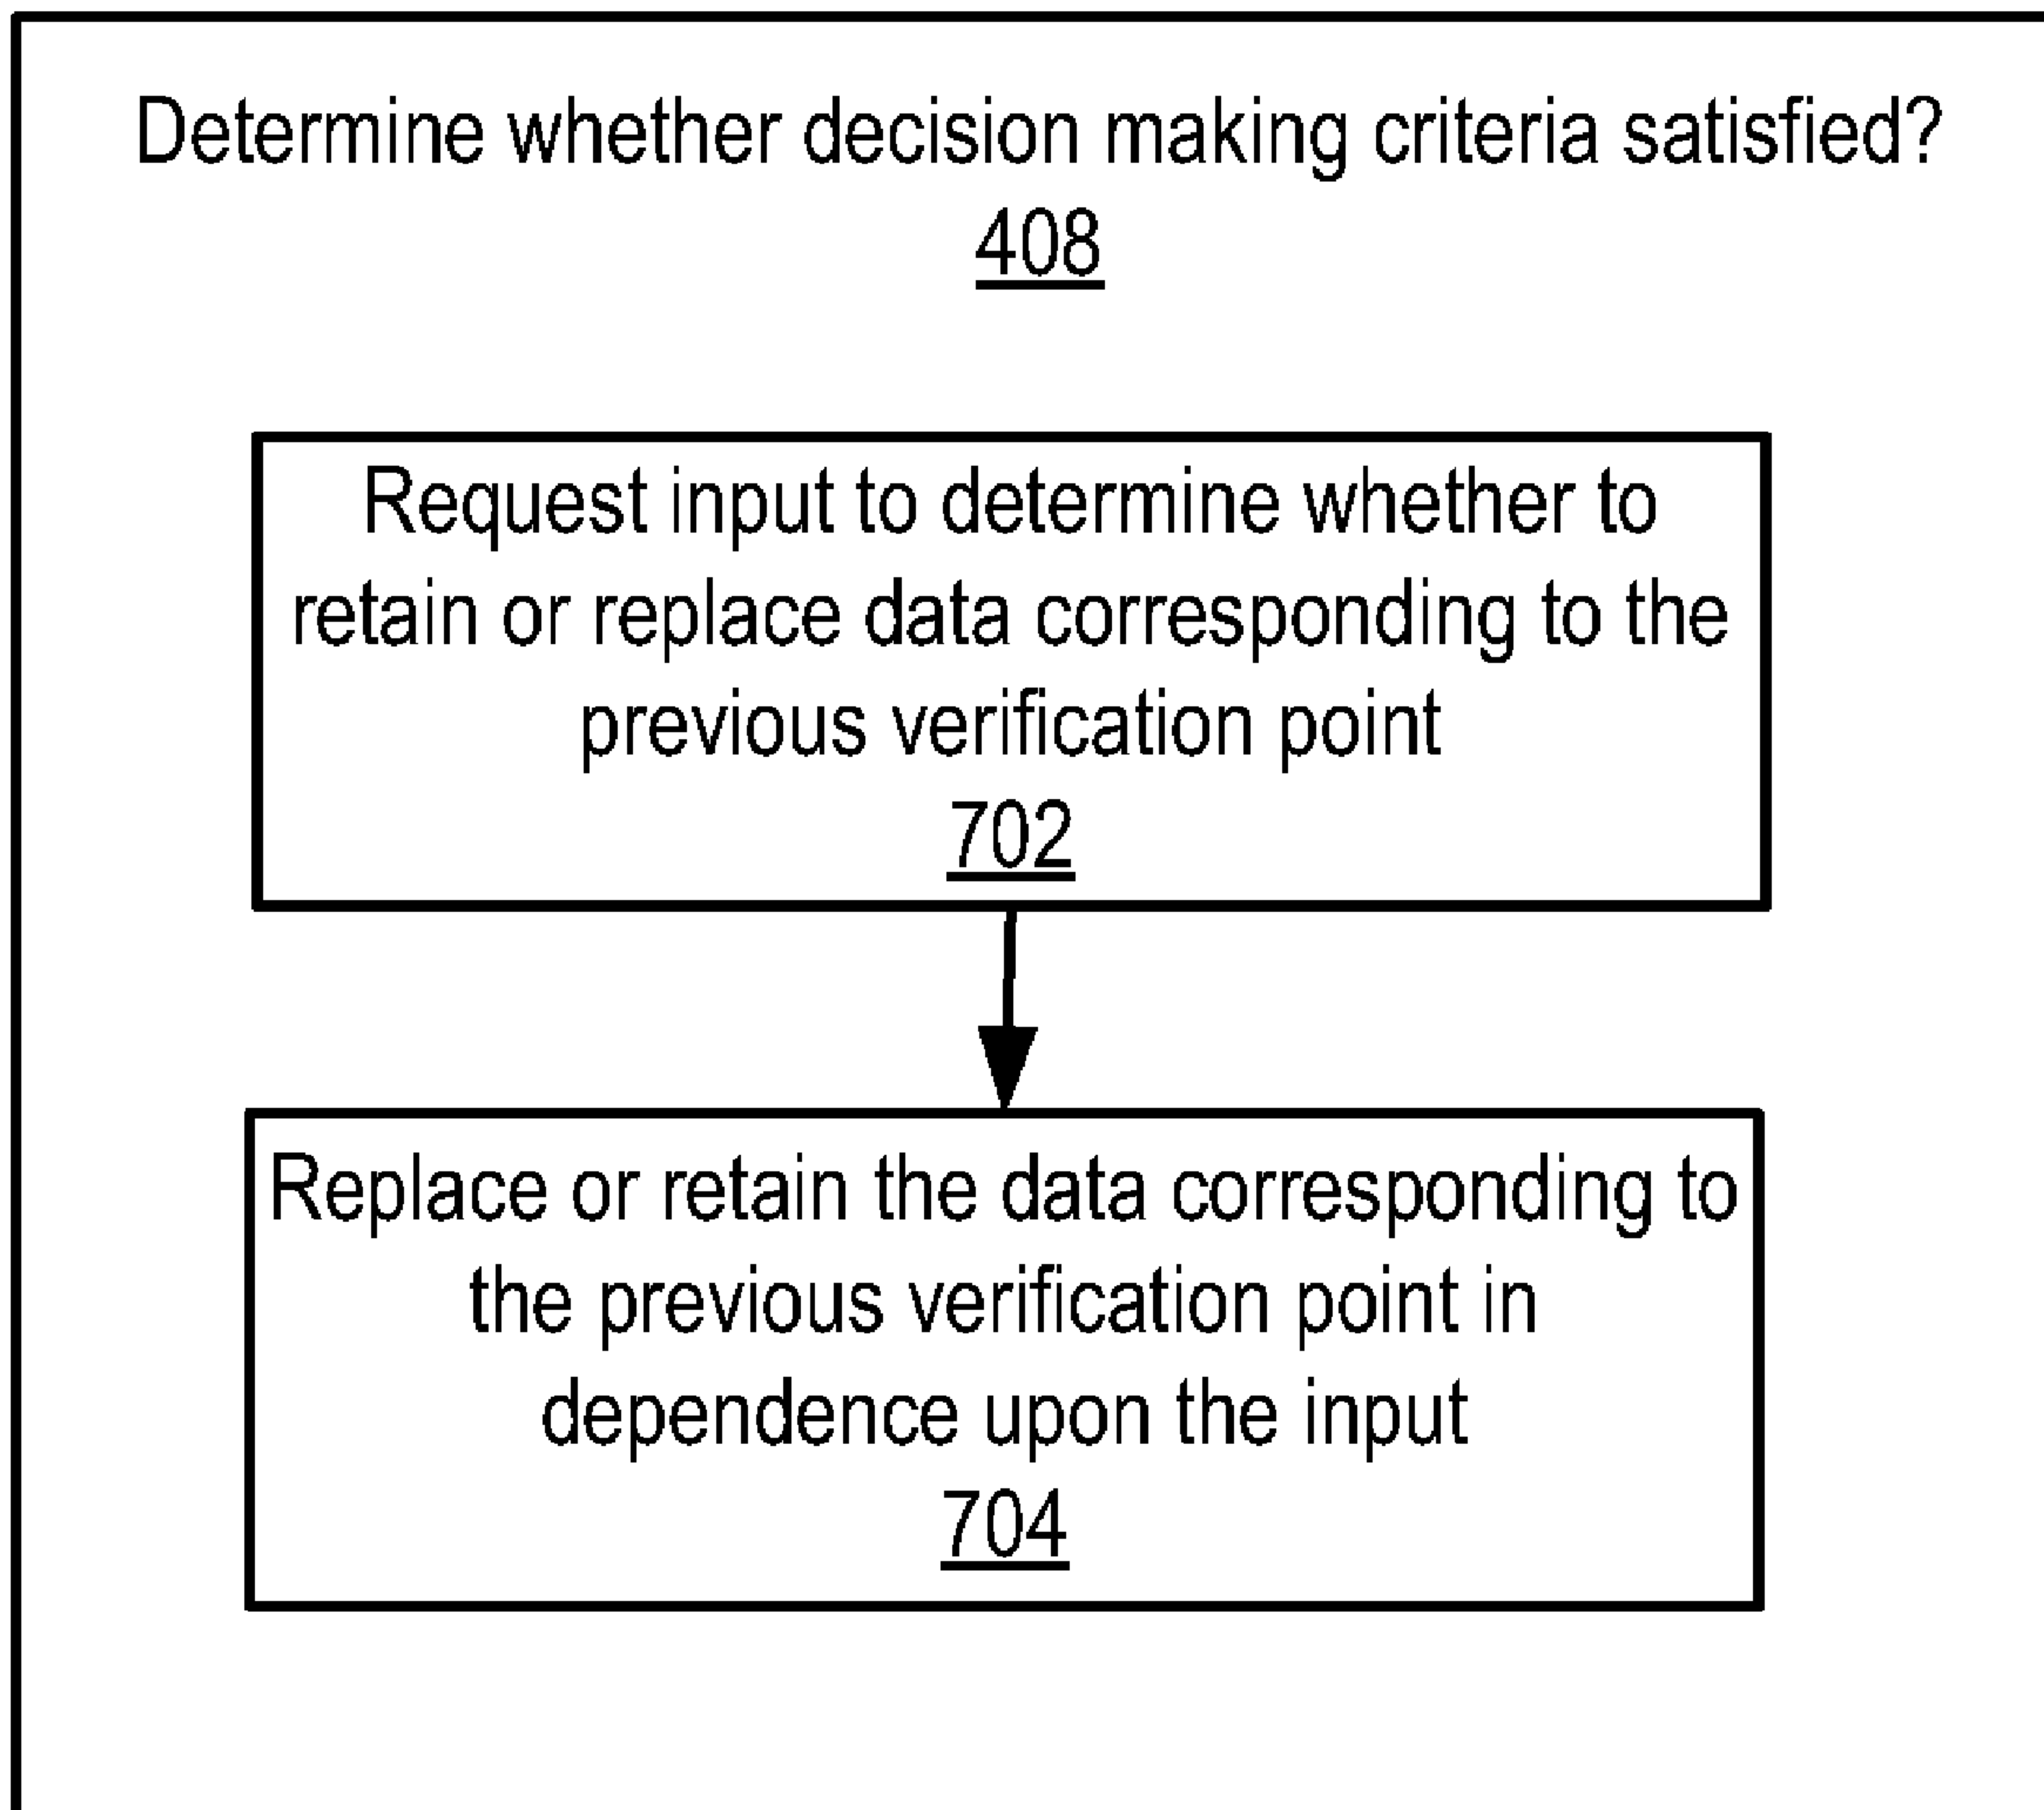 Determine whether decision making criteria satisfied?
408
Request input to determine whether to
retain or replace data corresponding to the
previous verification point
702
Replace or retain the data corresponding to
the previous verification point in
dependence upon the input
704